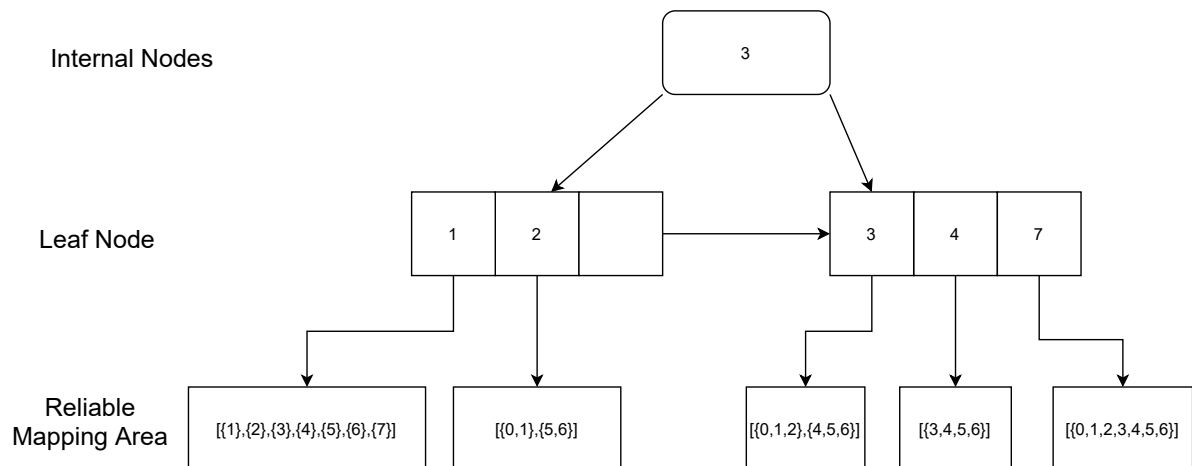 Internal Nodes
3
Leaf Node
1
2
3
4
7
Reliable
Mapping Area
[{1},{2},{3},{4},{5},{6},{7}]
[{0,1},{5,6}]
[{0,1,2},{4,5,6}]
[{3,4,5,6}]
[{0,1,2,3,4,5,6}]